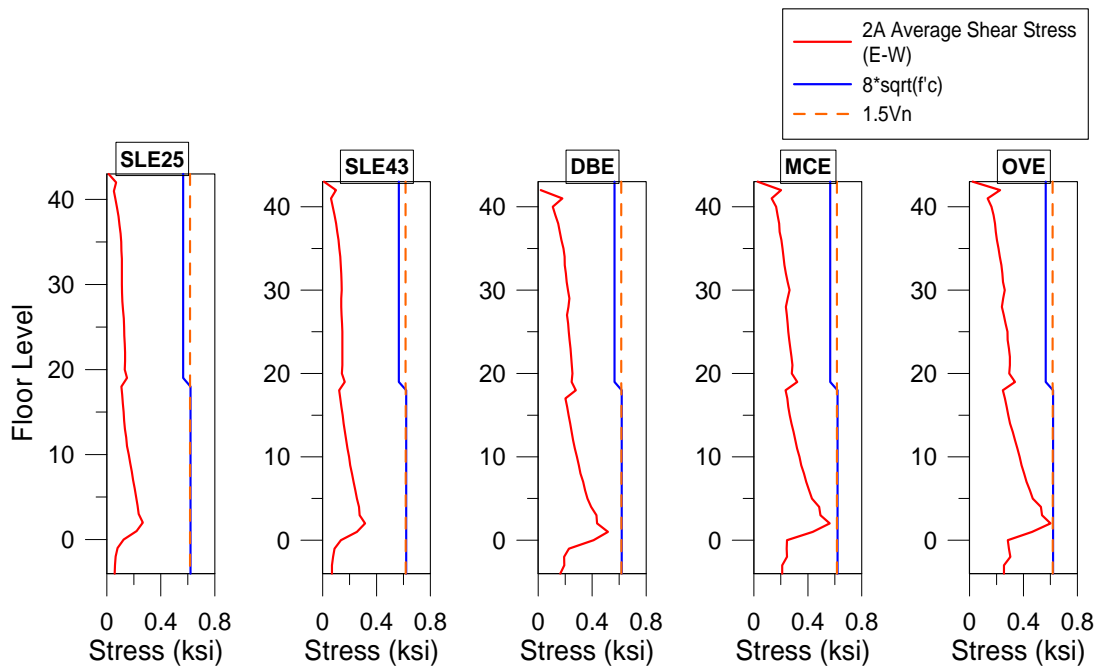 2A Average Shear Stress
(E-W)
8*sqrt(f'c)
1.5Vn
SLE25
SLE43
DBE
MCE
OVE
40
40
40
40
40
30
30
30
30
30
20
20
20
20
20
10
10
10
10
10
0
0
0
0
0
Floor Level
0 0.4 0.8
0 0.4 0.8
0 0.4 0.8
0 0.4 0.8
0 0.4 0.8
Stress (ksi)
Stress (ksi)
Stress (ksi)
Stress (ksi)
Stress (ksi)